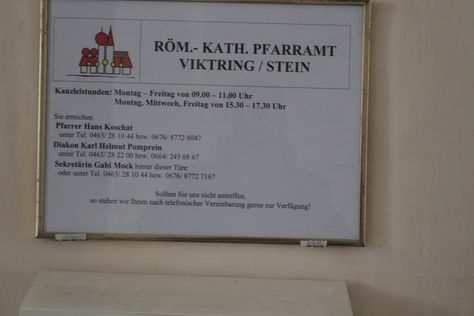 RÖM.- KATH. PFARRAMT
VIKTRING / STEIN
Kanzleistunden: Montag – Freitag von 09.00 – 11.00 Uhr
Montag, Mittwoch, Freitag von 15.30 – 17.30 Uhr
Sie erreichen
Pfarrer Hans Koschat
unter Tel. 0463/ 28 10 44 bzw. 0676/ 8772 8047
Diakon Karl Helmut Pomprein
unter Tel. 0463/ 28 22 00 bzw. 0664/ 243 68 67
Sekretärin Gabi Mock hinter dieser Türe
oder unter Tel. 0463/ 28 10 44 bzw. 0676/ 8772 7167
Sollten Sie uns nicht antreffen,
so stehen wir Ihnen nach telefonischer Vereinbarung gerne zur Verfügung!